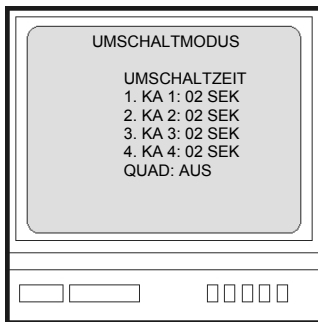 UMSCHALTMODUS
UMSCHALTZEIT
1. KA 1: 02 SEK
2. KA 2: 02 SEK
3. KA 3: 02 SEK
4. KA 4: 02 SEK
QUAD: AUS